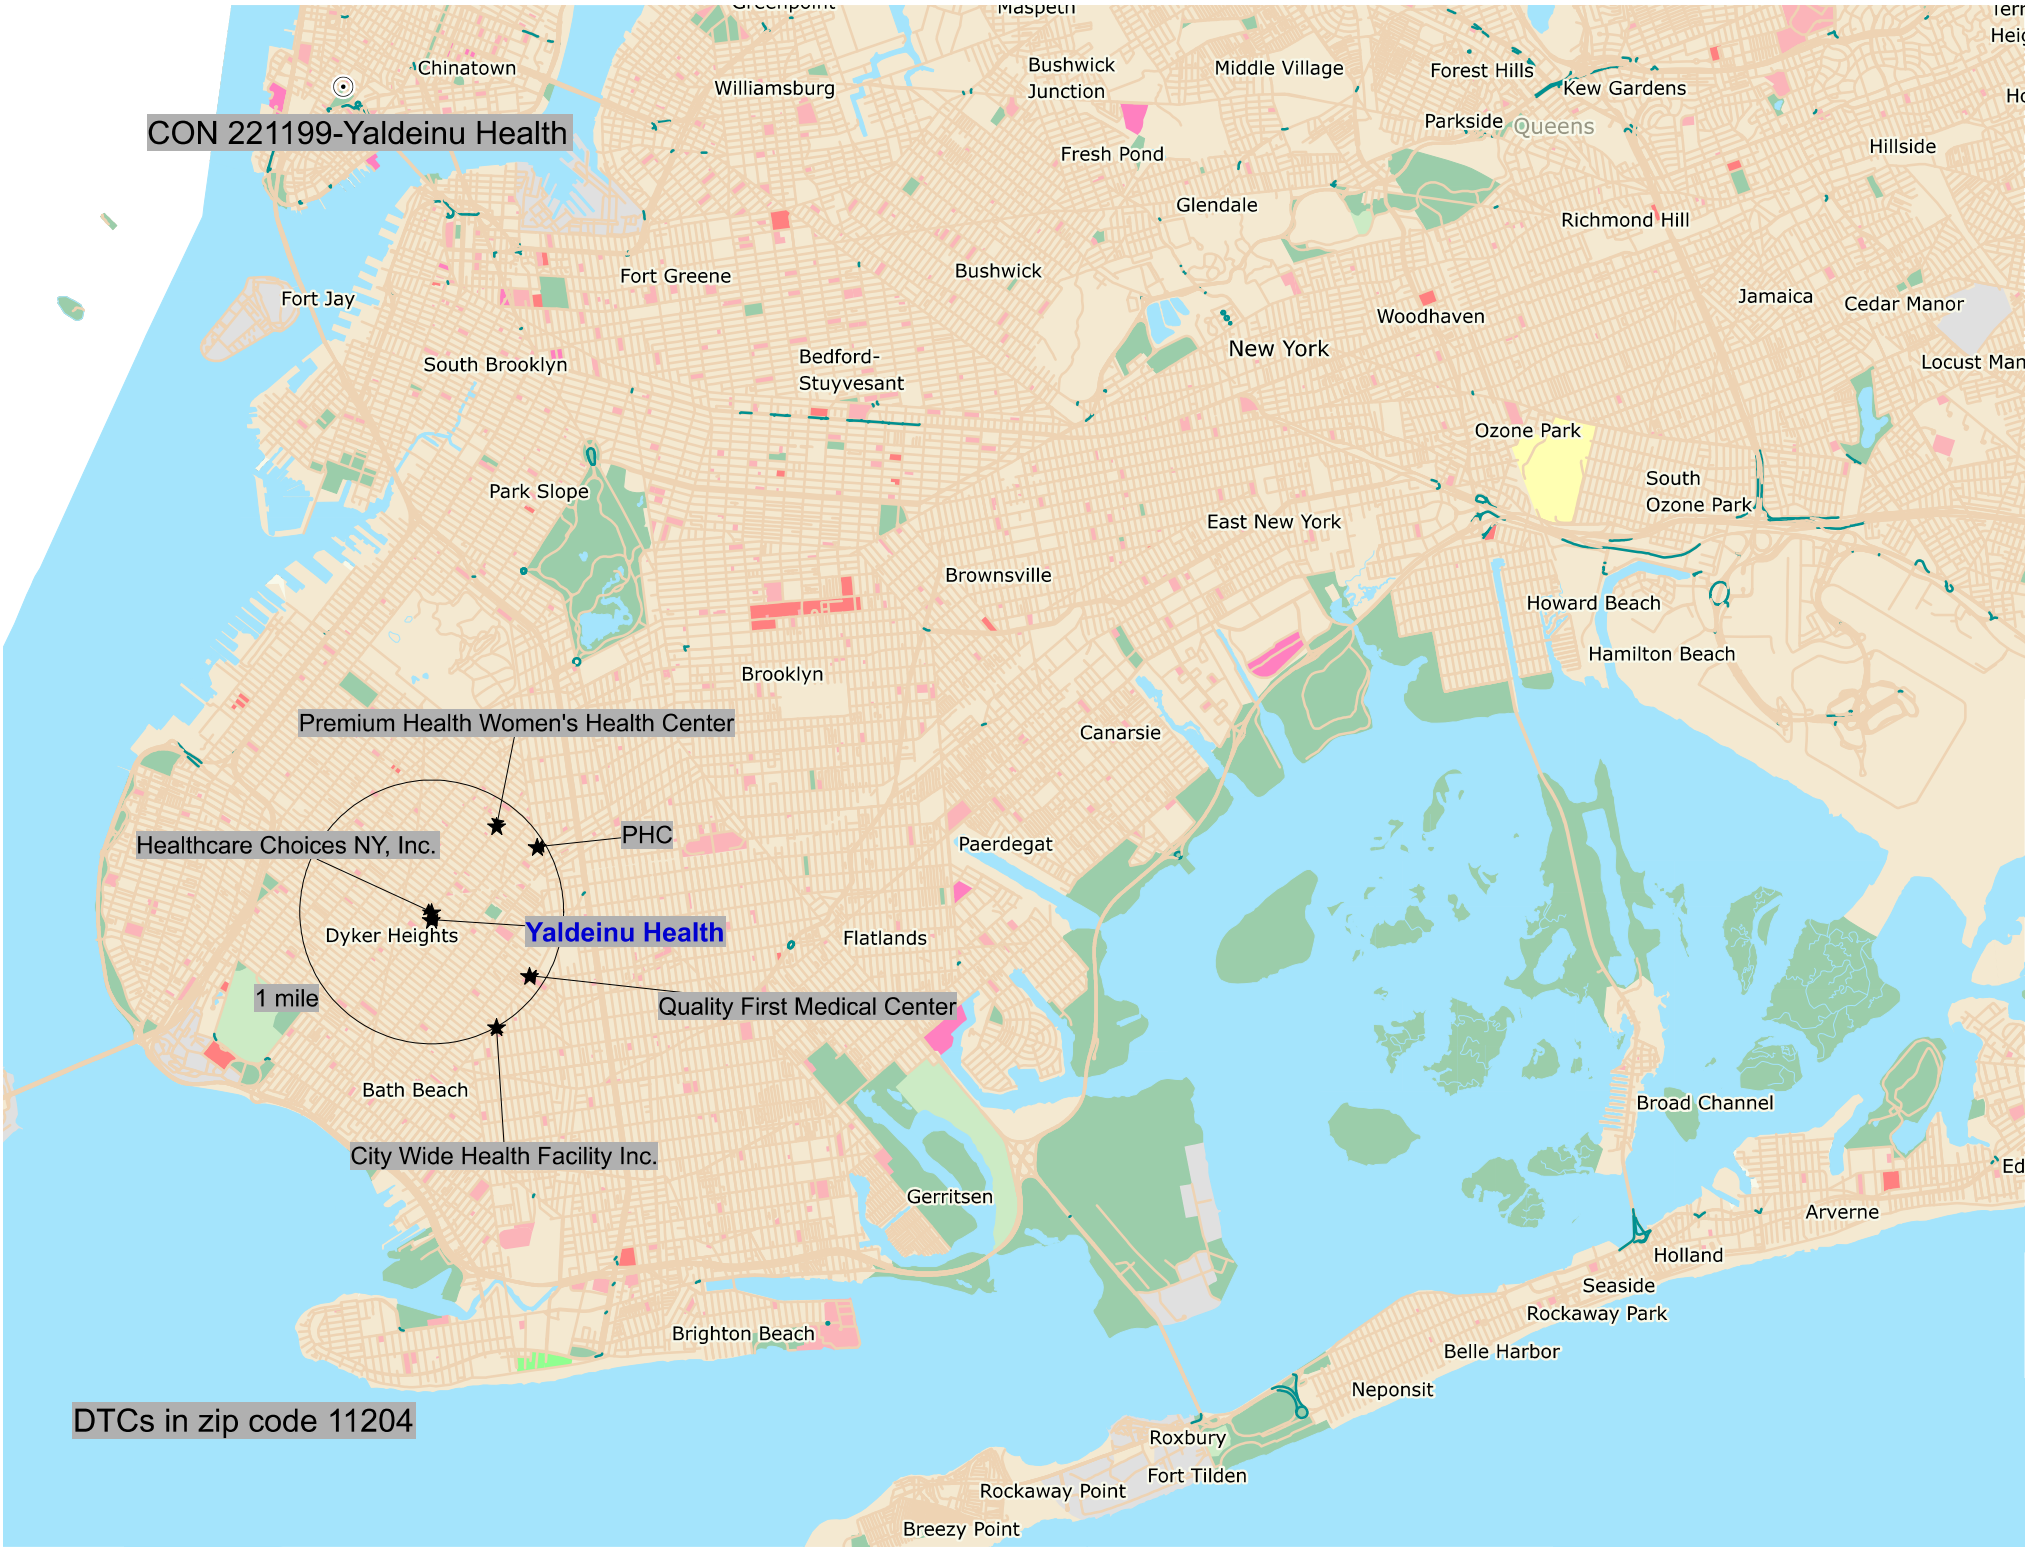 Greenpoint
Maspeth
Chinatown
Williamsburg
Bushwick
Junction
Middle Village
Forest Hills
Kew Gardens
CON 221199-Yaldeinu Health
Parkside
Queens
Fresh Pond
Hillside
Glendale
Richmond Hill
Fort Greene
Bushwick
Fort Jay
Jamaica
Cedar Manor
Woodhaven
New York
South Brooklyn
Bedford-
Stuyvesant
Locust Man
Ozone Park
Park Slope
South
Ozone Park
East New York
Brownsville
Howard Beach
Hamilton Beach
Brooklyn
Premium Health Women's Health Center
Canarsie
PHC
Healthcare Choices NY, Inc.
Paerdegat
Yaldeinu Health
Dyker Heights
Flatlands
1 mile
Quality First Medical Center
Bath Beach
Broad Channel
City Wide Health Facility Inc.
Ed
Gerritsen
Arverne
Holland
Seaside
Rockaway Park
Brighton Beach
Belle Harbor
Neponsit
DTCs in zip code 11204
Roxbury
Fort Tilden
Rockaway Point
Breezy Point